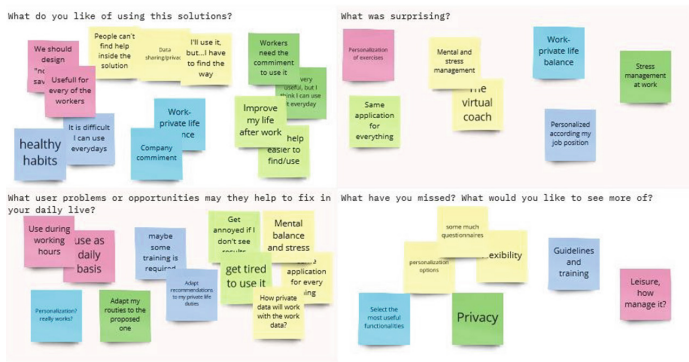 What do you like of using this solutions?
We should
design
People can't
find help
inside the
solution
Data
I'll use it,
but...I have
to find the
way
Workers
need the
commitment
to use it
Usefull for
every of the
workers
useful, but I
I can use
everyday
Improve
my life
after work
help
easier to
find/use
Work-
private life
Company
commiment
healthy
habits
It is difficult
I can use
everydays
What was surprising?
Personalization
of exercises
Mental and
stress
management
virtual
coach
Same
application
for
everything
Work-
private life
balance
Stress
management
at work
Personalized
according my
job position
What user problems or opportunities may they help to fix in
your daily live?
Use during
working
hours
use as
daily
basis
maybe
some
training is
required
Adapt
recommendations
to my private life
duties
Get
annoyed if I
don't see
results
get tired
to use it
Mental
balance
and stress
application
for every
How private
data will work
with the work
data?
Personalization?
really works?
Adapt my
routies to the
proposed
one
What have you missed? What would you like to see more of?
some much
questionnaires
personalization
options
Guidelines
and
training
Leisure,
how
manage it?
Select the
most useful
functionalities
Privacy